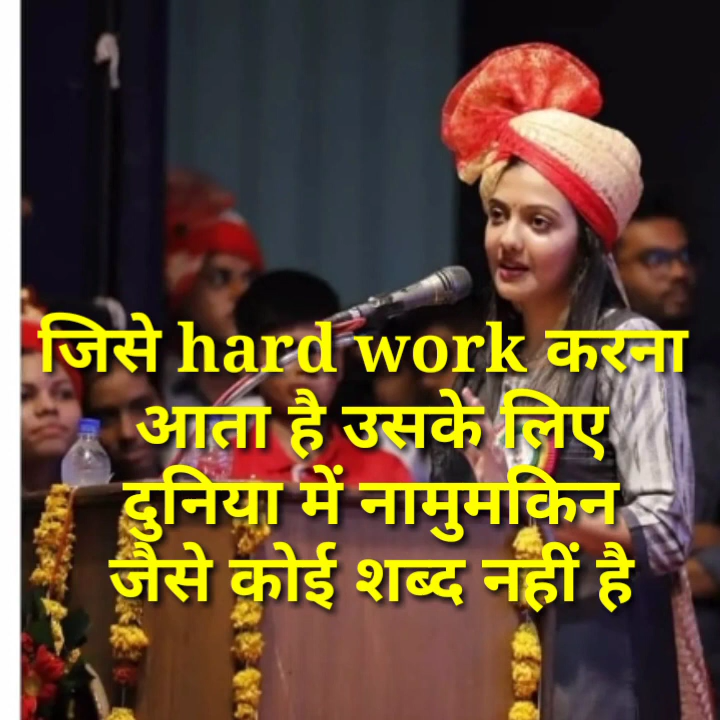 जिसे hard work करना
आता है उसके लिए
दुनिया में नामुमकिन
जैसे कोई शब्द नहीं है